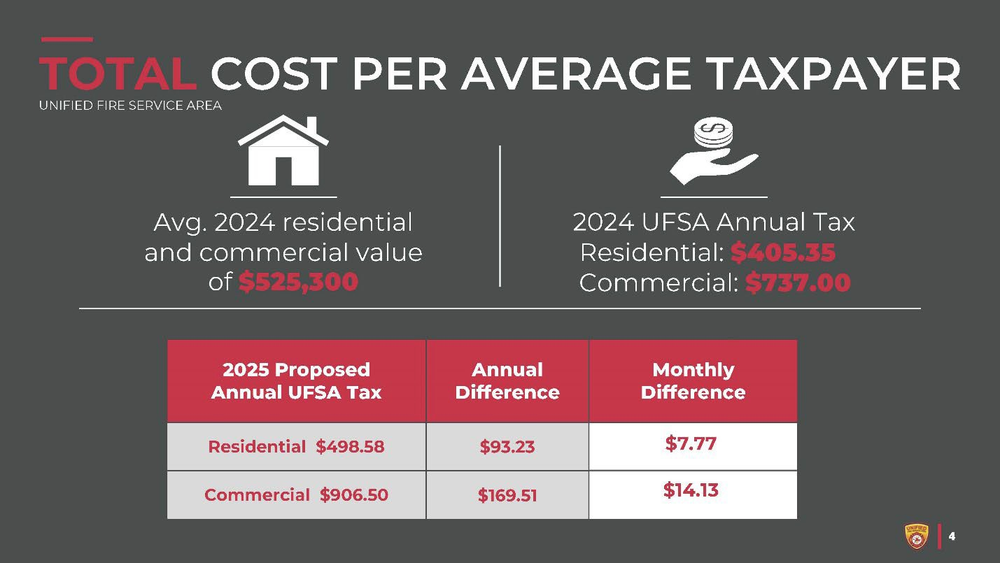 TOTAL COST PER AVERAGE TAXPAYER
UNIFIED FIRE SERVICE AREA
Avg. 2024 residential
and commercial value
of $525,300
2024 UFSA Annual Tax
Residential: $405.35
Commercial: $737.00
2025 Proposed
Annual UFSA Tax
Annual
Difference
Monthly
Difference
Residential $498.58
$93.23
$7.77
Commercial $906.50
$169.51
$14.13
UNIFIED
4